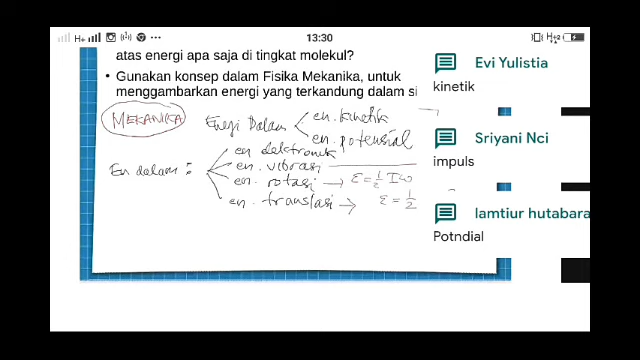 H+
13:30
H+
atas energi apa saja di tingkat molekul?
• Gunakan konsep dalam Fisika Mekanika, untuk
menggambarkan energi yang terkandung dalam si
MEKANIKA
Energi Dalam
en. kinetik
en. potensial
En dalam :
en elektronik
en. vibrasi
en. rotasi → ε = 1/2 Iω
en. translasi → ε = 1/2
Evi Yulistia
kinetik
Sriyani Nci
impuls
Iamtiur hutabara
Potndial